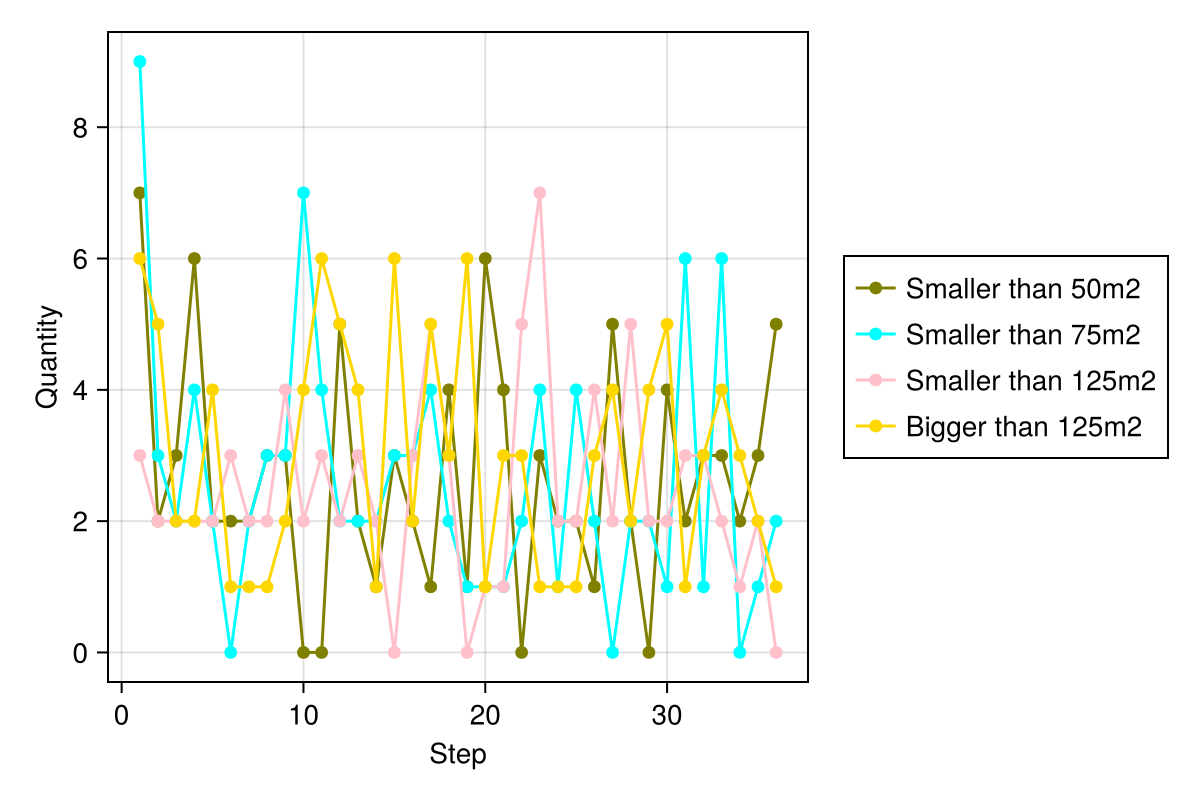 8
6
4
2
0
Quantity
0 10 20 30
Step
Smaller than 50m2
Smaller than 75m2
Smaller than 125m2
Bigger than 125m2